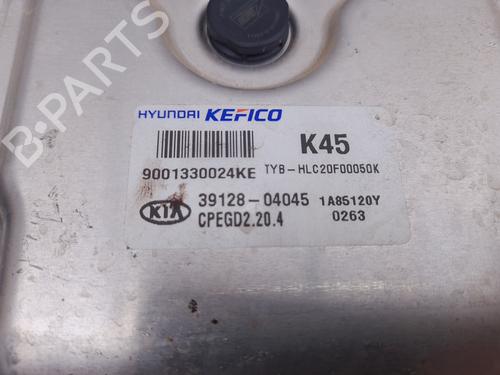 HYUNDAI KEFICO
K45
9001330024KE TYB-HLC20F00050K
KIA 39128-04045 1A85120Y
CPEGD2.20.4 0263
B-PARTS